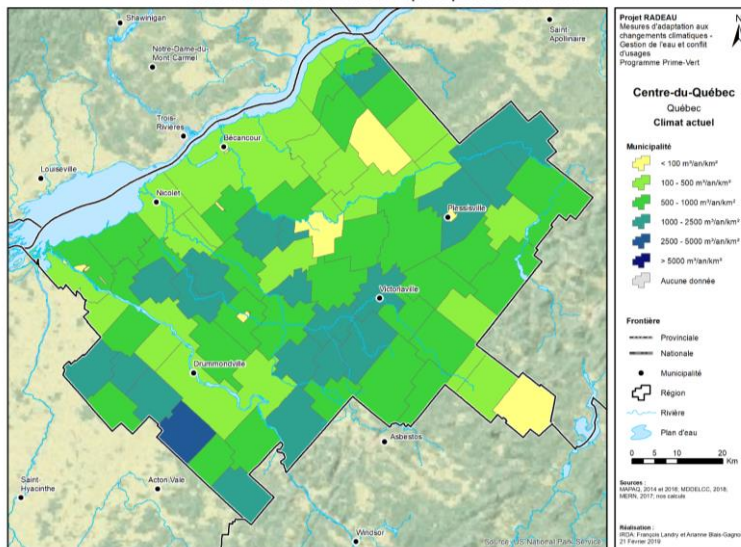 Shawinigan
Notre-Dame-du-
Mont-Carmel
Trois-
Rivières
Bécancour
Louiseville
Nicolet
Saint-
Apollinaire
Plessisville
Victoriaville
Drummondville
Asbestos
Saint-
Hyacinthe
Acton Vale
Windsor
Source : US National Park Service
Projet RADEAU
Mesures d'adaptation aux
changements climatiques -
Gestion de l'eau et conflit
d'usages
Programme Prime-Vert
N
Centre-du-Québec
Québec
Climat actuel
Municipalité
< 100 m³/an/km²
100 - 500 m³/an/km²
500 - 1000 m³/an/km²
1000 - 2500 m³/an/km²
2500 - 5000 m³/an/km²
> 5000 m³/an/km²
Aucune donnée
Frontière
Provinciale
Nationale
Municipalité
Région
Rivière
Plan d'eau
0 5 10 20
Km
Sources :
MAPAQ, 2014 et 2018; MDDELCC, 2018;
MERN, 2017; nos calculs
Réalisation :
IRDA: François Landry et Arianne Blais-Gagnon
21 Février 2019